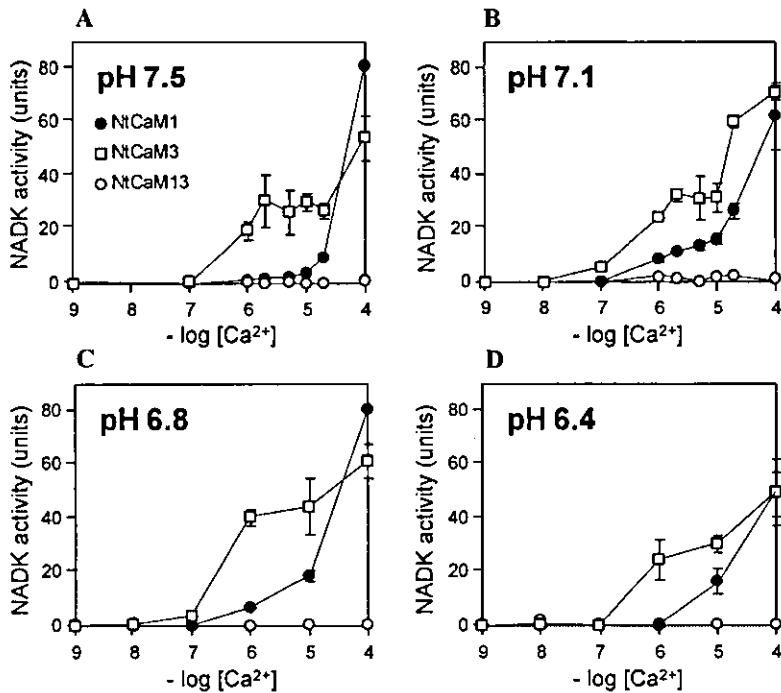 A
NADK activity (units)
80
60
40
20
0
pH 7.5
NtCaM1
NtCaM3
NtCaM13
9 8 7 6 5 4
- log [Ca²⁺]
B
NADK activity (units)
80
60
40
20
0
pH 7.1
9 8 7 6 5 4
- log [Ca²⁺]
C
NADK activity (units)
80
60
40
20
0
pH 6.8
9 8 7 6 5 4
- log [Ca²⁺]
D
NADK activity (units)
80
60
40
20
0
pH 6.4
9 8 7 6 5 4
- log [Ca²⁺]